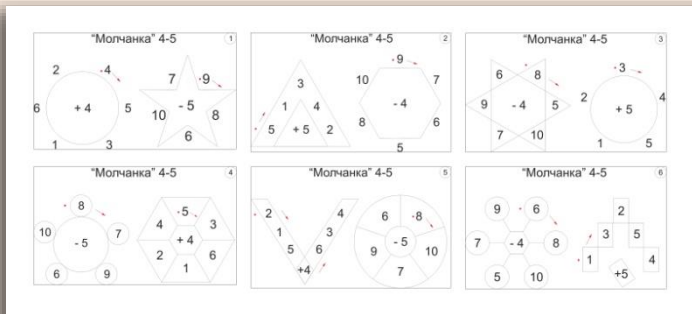 "Молчанка" 4-5 1
2 4 7 9
6 + 4 5 10 - 5 8
1 3 6
"Молчанка" 4-5 2
9
3 10 7
1 4 - 4
5 + 5 2 8 6
5
"Молчанка" 4-5 3
6 8 3
9 - 4 5 2 4
+ 5
7 10 1 5
"Молчанка" 4-5 4
8 5
4 3
10 - 5 7 + 4
2 6
6 9 1
"Молчанка" 4-5 5
2 4 6 8
1 3
5 6 9 - 5 10
+4 7
"Молчанка" 4-5 6
9 6 2
7 - 4 8 3 5
1 4
5 10 +5